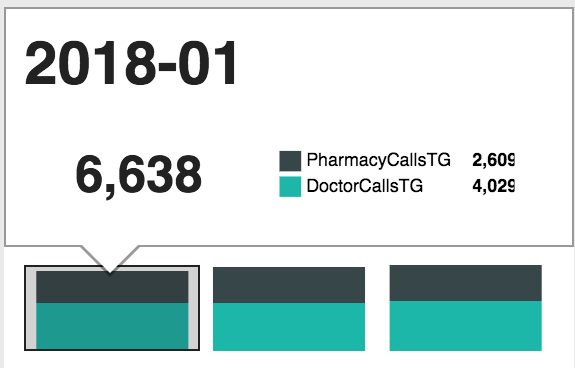 2018-01
6,638
PharmacyCallsTG 2,609
DoctorCallsTG 4,029